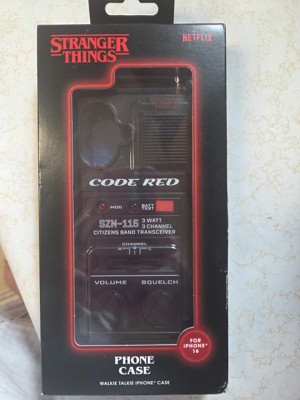 STRANGER
THINGS
NETFLIX
CODE RED
MOD
BATT
TEST
SZN-115
3 WATT
3 CHANNEL
CITIZENS BAND TRANSCEIVER
CHANNEL
VOLUME
SQUELCH
FOR
iPHONE®
16
PHONE
CASE
WALKIE TALKIE iPHONE® CASE